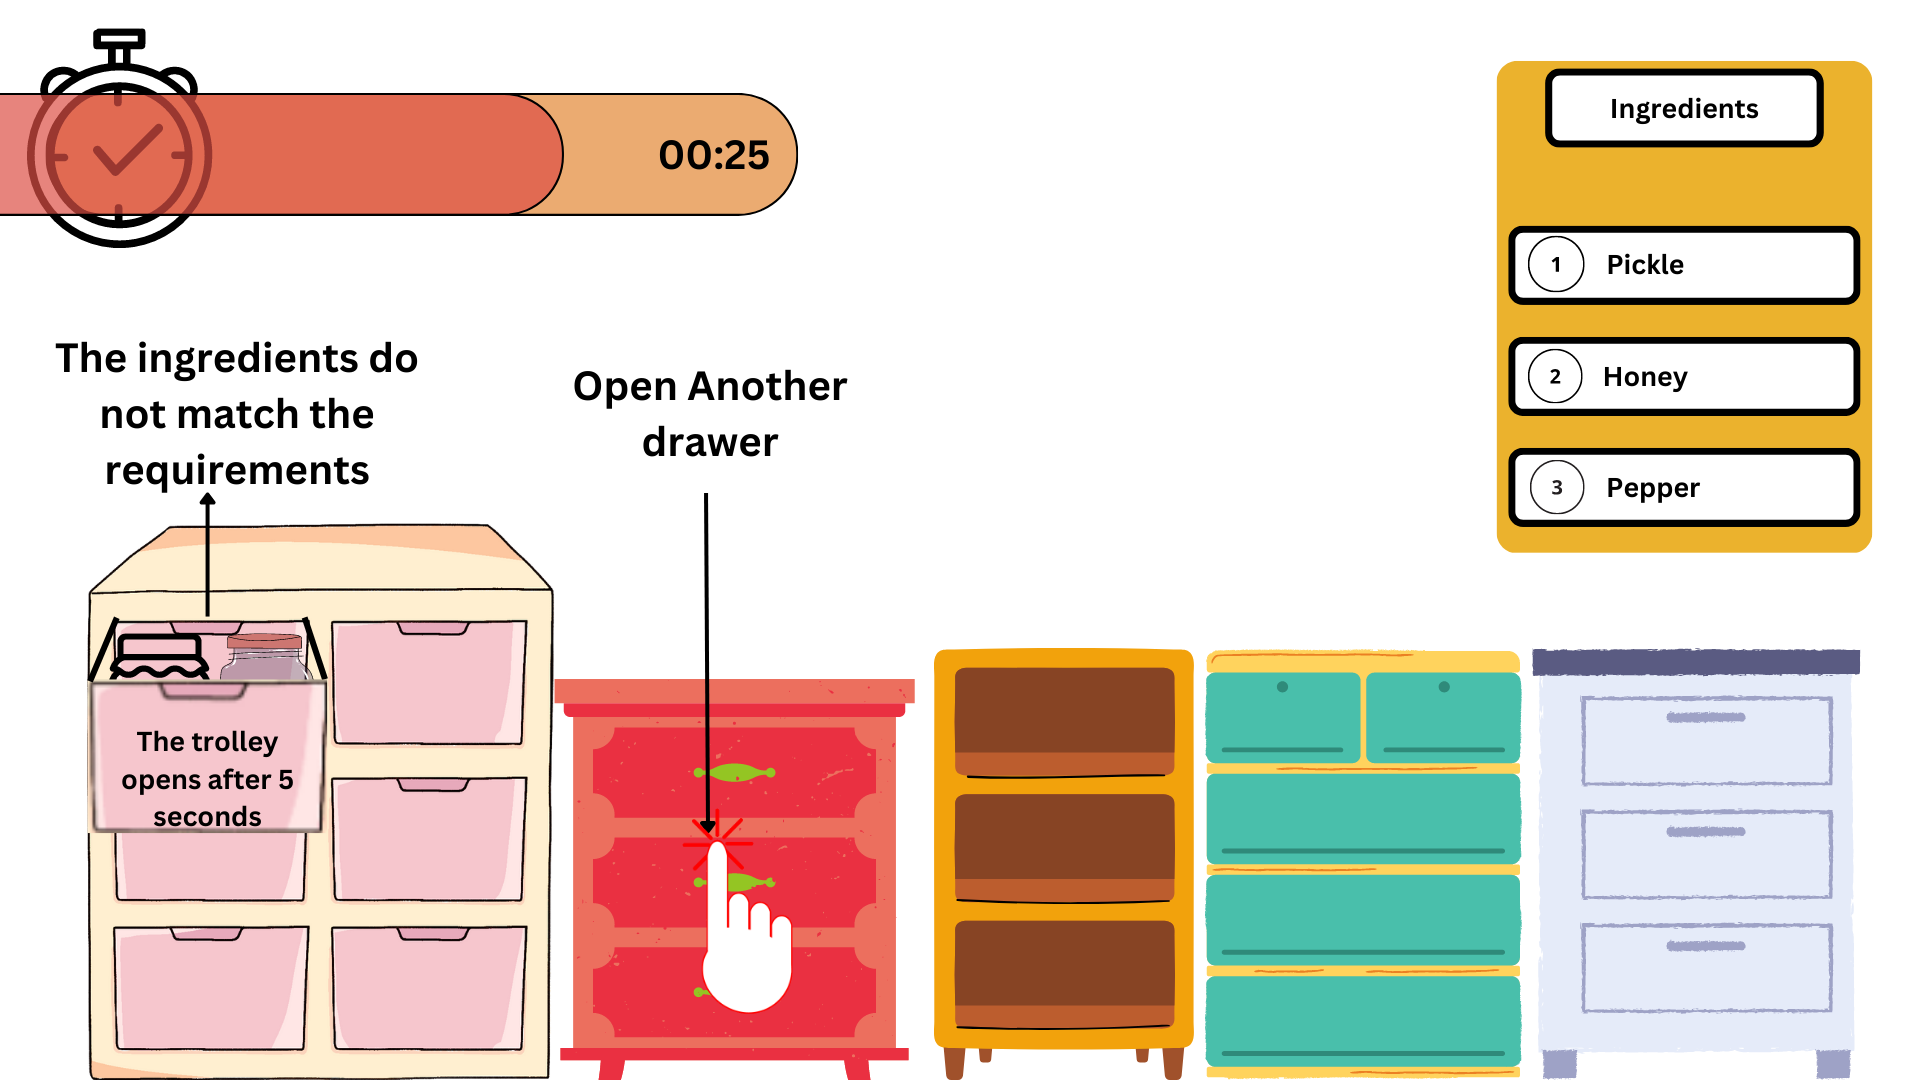 00:25
Ingredients
1 Pickle
2 Honey
3 Pepper
The ingredients do
not match the
requirements
Open Another
drawer
The trolley
opens after 5
seconds